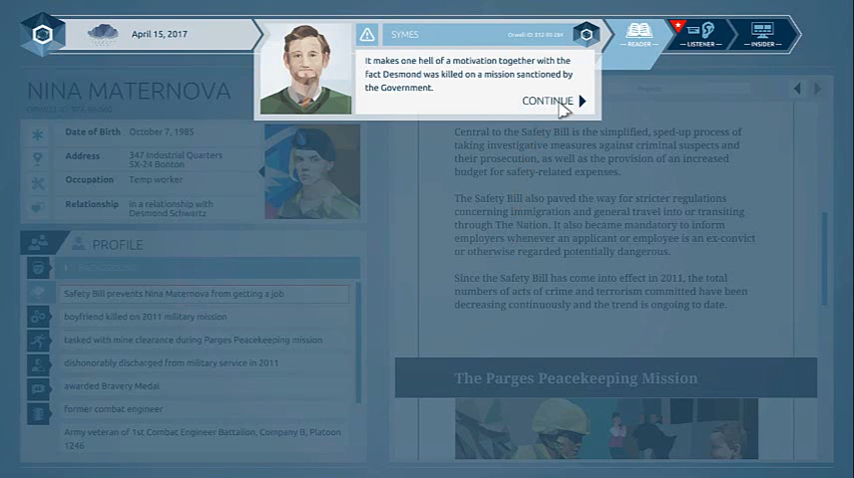 April 15, 2017
SYMES
It makes one hell of a motivation together with the
fact Desmond was killed on a mission sanctioned by
the Government.
CONTINUE
— READER —
— LISTENER —
— INSIDER —
NINA MATERNOVA
Date of Birth October 7, 1985
Address 347 Industrial Quarters
SX-24 Bonton
Occupation Temp worker
Relationship in a relationship with
Desmond Schwartz
PROFILE
BACKGROUND
Safety Bill prevents Nina Maternova from getting a job
boyfriend killed on 2011 military mission
tasked with mine clearance during Parges Peacekeeping mission
dishonorably discharged from military service in 2011
awarded Bravery Medal
former combat engineer
Army veteran of 1st Combat Engineer Battalion, Company B, Platoon
1246
Central to the Safety Bill is the simplified, sped-up process of
taking investigative measures against criminal suspects and
their prosecution, as well as the provision of an increased
budget for safety-related expenses.
The Safety Bill also paved the way for stricter regulations
concerning immigration and general travel into or transiting
through The Nation. It also became mandatory to inform
employers whenever an applicant or employee is an ex-convict
or otherwise regarded potentially dangerous.
Since the Safety Bill has come into effect in 2011, the total
numbers of acts of crime and terrorism committed have been
decreasing continuously and the trend is ongoing to date.
The Parges Peacekeeping Mission